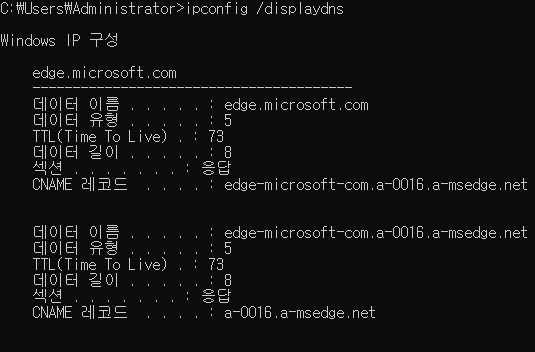 C:₩Users₩Administrator>ipconfig /displaydns
Windows IP 구성
edge.microsoft.com
----------------------------------------
데이터 이름 . . . . . : edge.microsoft.com
데이터 유형 . . . . . : 5
TTL(Time To Live) . : 73
데이터 길이 . . . . . : 8
섹션 . . . . . . . : 응답
CNAME 레코드 . . . . : edge-microsoft-com.a-0016.a-msedge.net
데이터 이름 . . . . . : edge-microsoft-com.a-0016.a-msedge.net
데이터 유형 . . . . . : 5
TTL(Time To Live) . : 73
데이터 길이 . . . . . : 8
섹션 . . . . . . . : 응답
CNAME 레코드 . . . . : a-0016.a-msedge.net